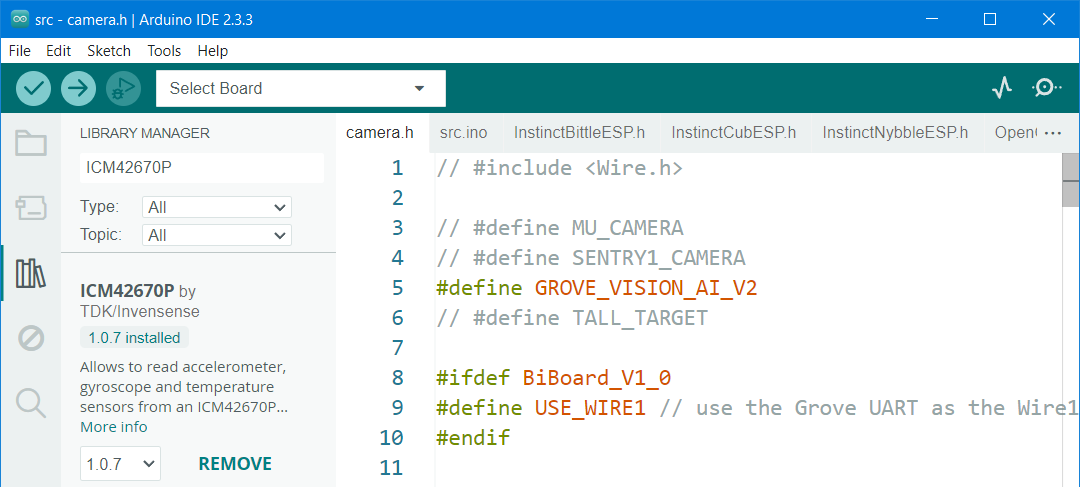 src - camera.h | Arduino IDE 2.3.3
File Edit Sketch Tools Help
Select Board
LIBRARY MANAGER
ICM42670P
Type: All
Topic: All
ICM42670P by
TDK/Invensense
1.0.7 installed
Allows to read accelerometer,
gyroscope and temperature
sensors from an ICM42670P...
More info
1.0.7 REMOVE
camera.h src.ino InstinctBittleESP.h InstinctCubESP.h InstinctNybbleESP.h Open
1 // #include <Wire.h>
2
3 // #define MU_CAMERA
4 // #define SENTRY1_CAMERA
5 #define GROVE_VISION_AI_V2
6 // #define TALL_TARGET
7
8 #ifdef BiBoard_V1_0
9 #define USE_WIRE1 // use the Grove UART as the Wire1
10 #endif
11